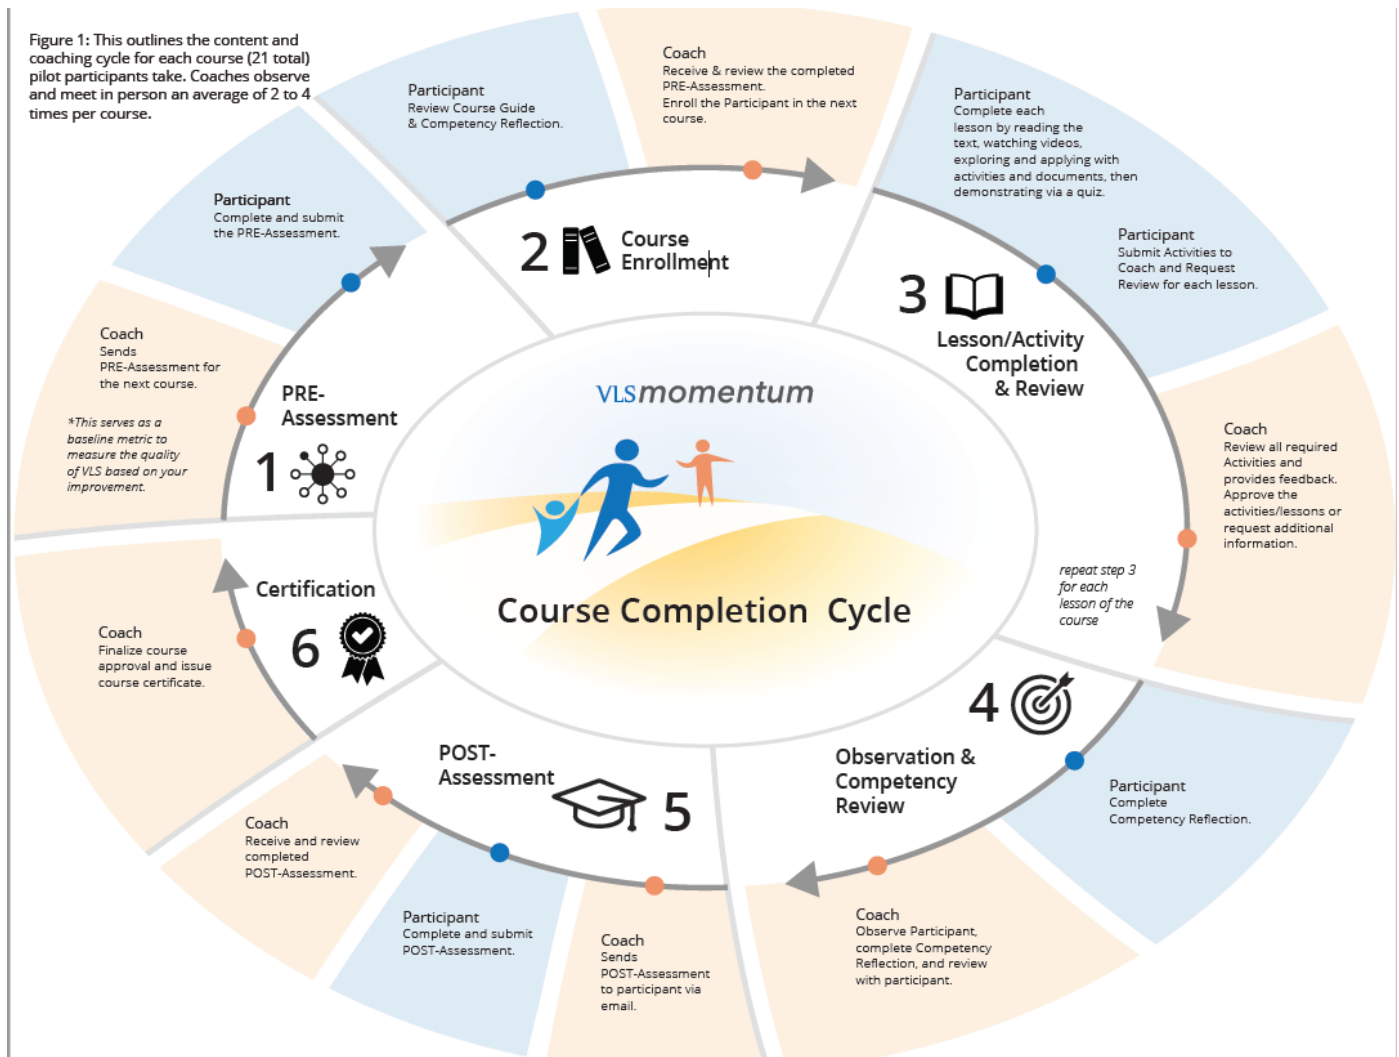 Figure 1: This outlines the content and
coaching cycle for each course (21 total)
pilot participants take. Coaches observe
and meet in person an average of 2 to 4
times per course.
Coach
Sends
PRE-Assessment for
the next course.
*This serves as a
baseline metric to
measure the quality
of VLS based on your
improvement.
Participant
Complete and submit
the PRE-Assessment.
PRE-
Assessment
1
Participant
Review Course Guide
& Competency Reflection.
Coach
Receive & review the completed
PRE-Assessment.
Enroll the Participant in the next
course.
2
Course
Enrollment
Participant
Complete each
lesson by reading the
text, watching videos,
exploring and applying with
activities and documents, then
demonstrating via a quiz.
Participant
Submit Activities to
Coach and Request
Review for each lesson.
3
Lesson/Activity
Completion
& Review
Coach
Review all required
Activities and
provides feedback.
Approve the
activities/lessons or
request additional
information.
repeat step 3
for each
lesson of the
course
VLSmomentum
Course Completion Cycle
4
Observation &
Competency
Review
Participant
Complete
Competency Reflection.
Coach
Observe Participant,
complete Competency
Reflection, and review
with participant.
POST-
Assessment
5
Coach
Sends
POST-Assessment
to participant via
email.
Participant
Complete and submit
POST-Assessment.
Coach
Receive and review
completed
POST-Assessment.
Certification
6
Coach
Finalize course
approval and issue
course certificate.